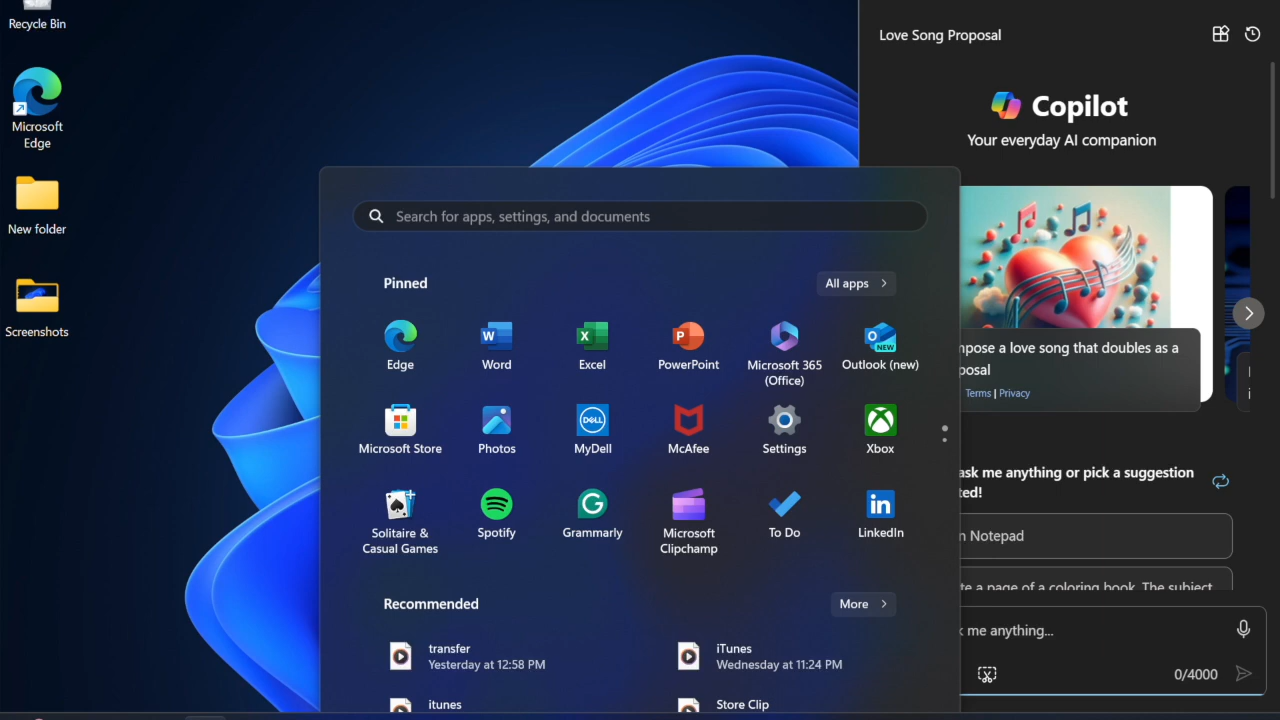 Recycle Bin
Microsoft
Edge
New folder
Screenshots
Search for apps, settings, and documents
Pinned
All apps
Edge
Word
Excel
PowerPoint
Microsoft 365
(Office)
Outlook (new)
Microsoft Store
Photos
MyDell
McAfee
Settings
Xbox
Solitaire &
Casual Games
Spotify
Grammarly
Microsoft
Clipchamp
To Do
LinkedIn
Recommended
More
transfer
Yesterday at 12:58 PM
iTunes
Wednesday at 11:24 PM
itunes
Store Clip
Love Song Proposal
Copilot
Your everyday AI companion
a love song that doubles as a
Terms | Privacy
ask me anything or pick a suggestion
Notepad
a page of a coloring book. The subject
me anything...
0/4000